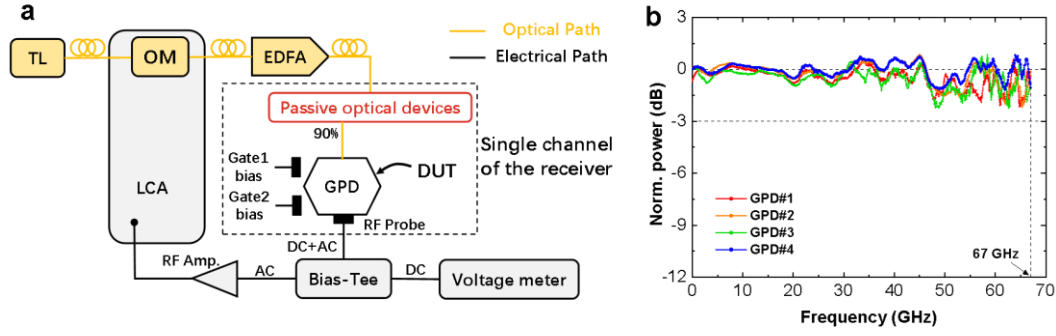 a
TL
OM
EDFA
Optical Path
Electrical Path
Passive optical devices
90%
Single channel
of the receiver
Gate1
bias
Gate2
bias
GPD
DUT
LCA
RF Probe
DC+AC
RF Amp.
AC
Bias-Tee
DC
Voltage meter
b
Norm. power (dB)
3
0
-3
-6
-9
-12
GPD#1
GPD#2
GPD#3
GPD#4
67 GHz
0 10 20 30 40 50 60 70
Frequency (GHz)